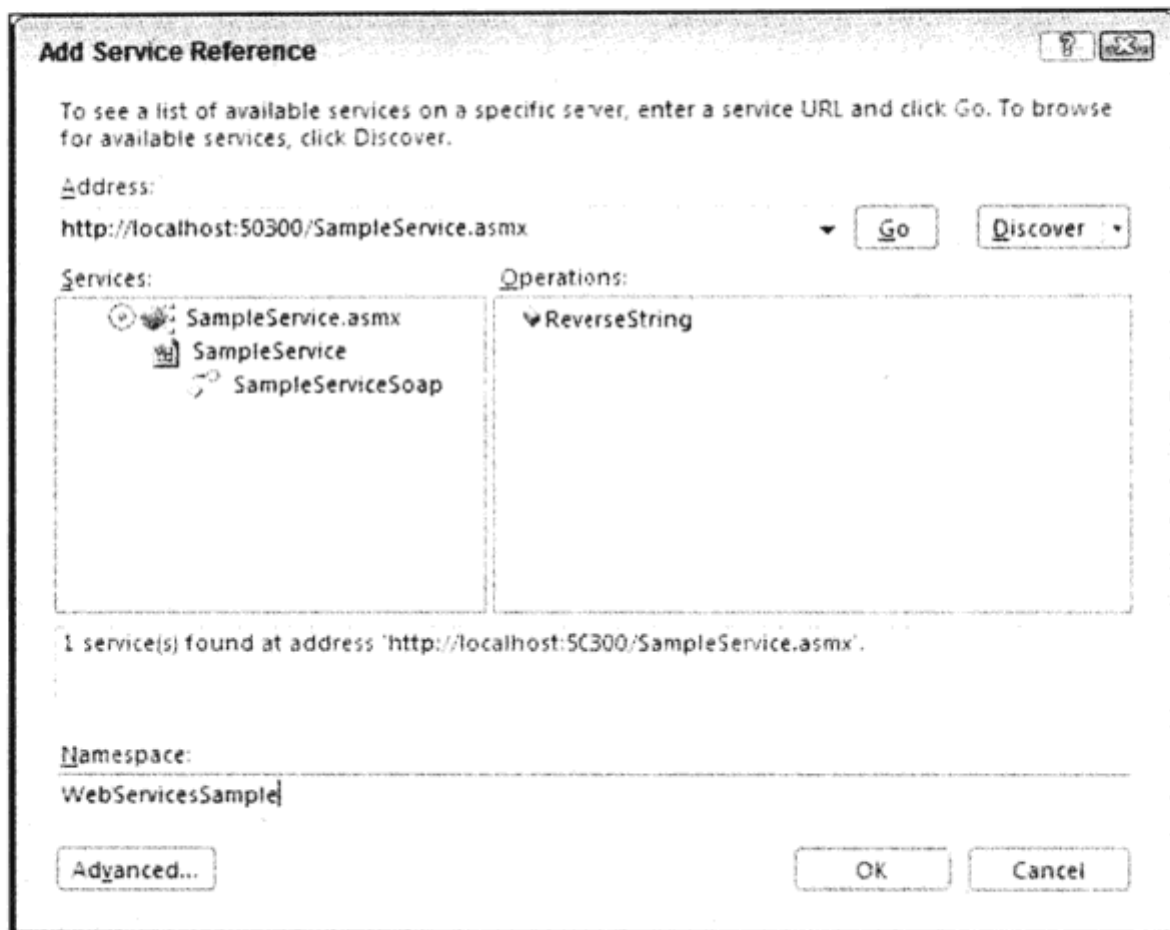 Add Service Reference
To see a list of available services on a specific server, enter a service URL and click Go. To browse
for available services, click Discover.
Address:
http://localhost:50300/SampleService.asmx
Go
Discover
Services:
Operations:
SampleService.asmx
SampleService
SampleServiceSoap
ReverseString
1 service(s) found at address 'http://localhost:50300/SampleService.asmx'.
Namespace:
WebServicesSample
Advanced...
OK
Cancel